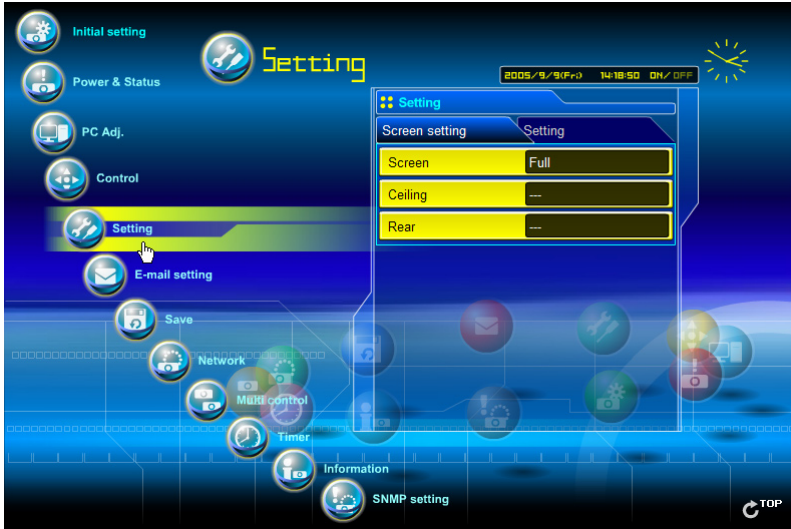 Initial setting
Setting
2005/9/9(Fri) 14:18:50 ON/OFF
Power & Status
Setting
PC Adj.
Screen setting Setting
Screen Full
Control
Ceiling ---
Setting
Rear ---
E-mail setting
Save
Network
Multi control
Timer
Information
SNMP setting
TOP